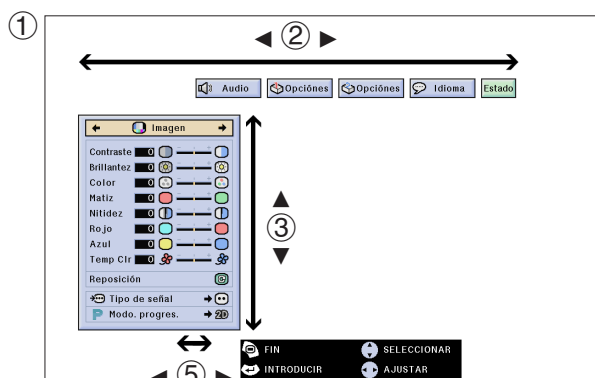 ①
◀ ② ▶
Audio Opciónes Opciónes Idioma Estado
← Imagen →
Contraste 0
Brillantez 0
Color 0
Matiz 0
Nitidez 0
Rojo 0
Azul 0
Temp Clr 0
Reposición
Tipo de señal
P Modo. progres. 2D
▲
③
▼
◀ ⑤ ▶
FIN SELECCIONAR
INTRODUCIR AJUSTAR